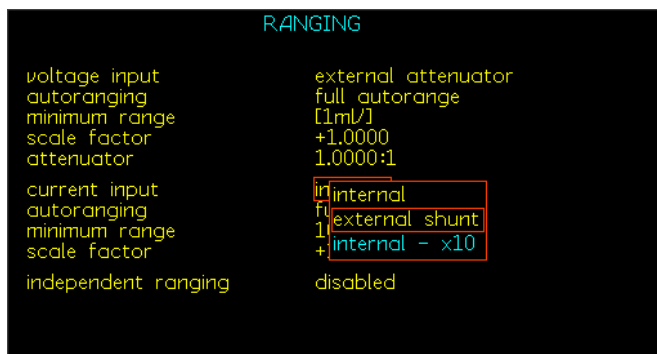 RANGING
voltage input external attenuator
autoranging full autorange
minimum range [1mV]
scale factor +1.0000
attenuator 1.0000:1
current input
internal
autoranging
external shunt
minimum range
internal - x10
scale factor
independent ranging disabled